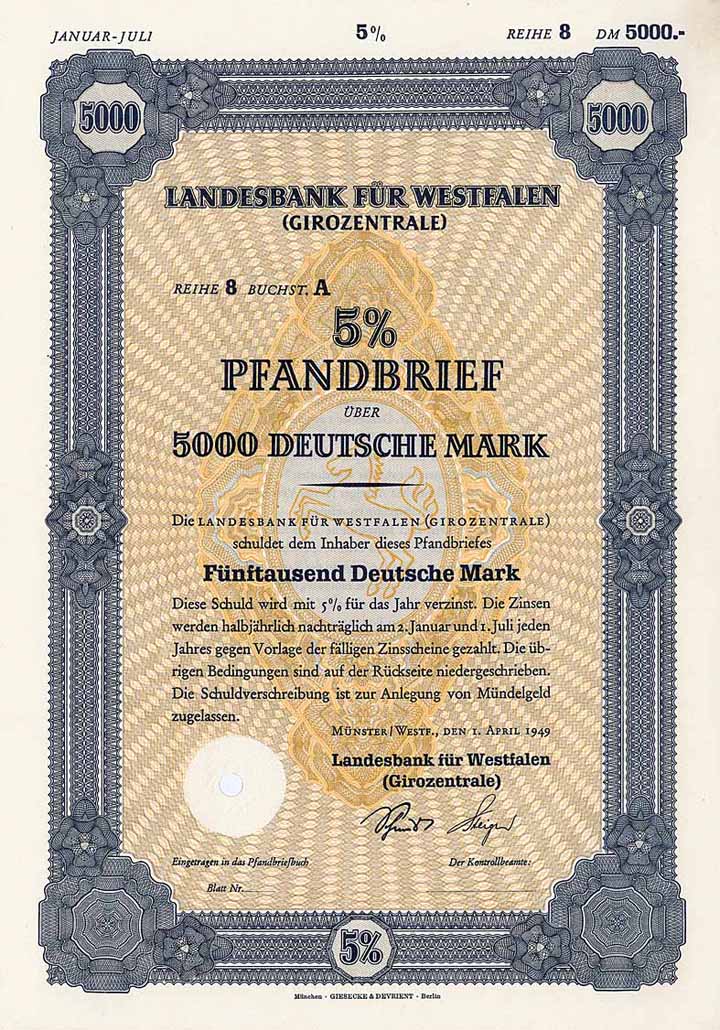 JANUAR-JULI 5% REIHE 8 DM 5000.-
5000 5000
LANDESBANK FÜR WESTFALEN
(GIROZENTRALE)
REIHE 8 BUCHST. A
5%
PFANDBRIEF
ÜBER
5000 DEUTSCHE MARK
Die LANDESBANK FÜR WESTFALEN (GIROZENTRALE)
schuldet dem Inhaber dieses Pfandbriefes
Fünftausend Deutsche Mark
Diese Schuld wird mit 5% für das Jahr verzinst. Die Zinsen
werden halbjährlich nachträglich am 2. Januar und 1. Juli jeden
Jahres gegen Vorlage der fälligen Zinsscheine gezahlt. Die üb-
rigen Bedingungen sind auf der Rückseite niedergeschrieben.
Die Schuldverschreibung ist zur Anlegung von Mündelgeld
zugelassen.
MÜNSTER/WESTF., DEN 1. APRIL 1949
Landesbank für Westfalen
(Girozentrale)
Eingetragen in das Pfandbriefbuch Der Kontrollbeamte:
Blatt Nr.
5%
München · GIESECKE & DEVRIENT · Berlin